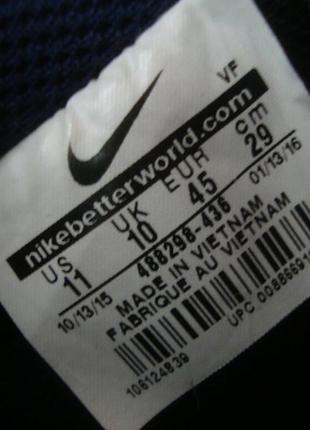 VF
nikebetterworld.com
US UK EUR cm
11 10 45 29
488298-436
10/13/15 01/13/16
MADE IN VIETNAM
FABRIQUE AU VIETNAM
UPC
106124839